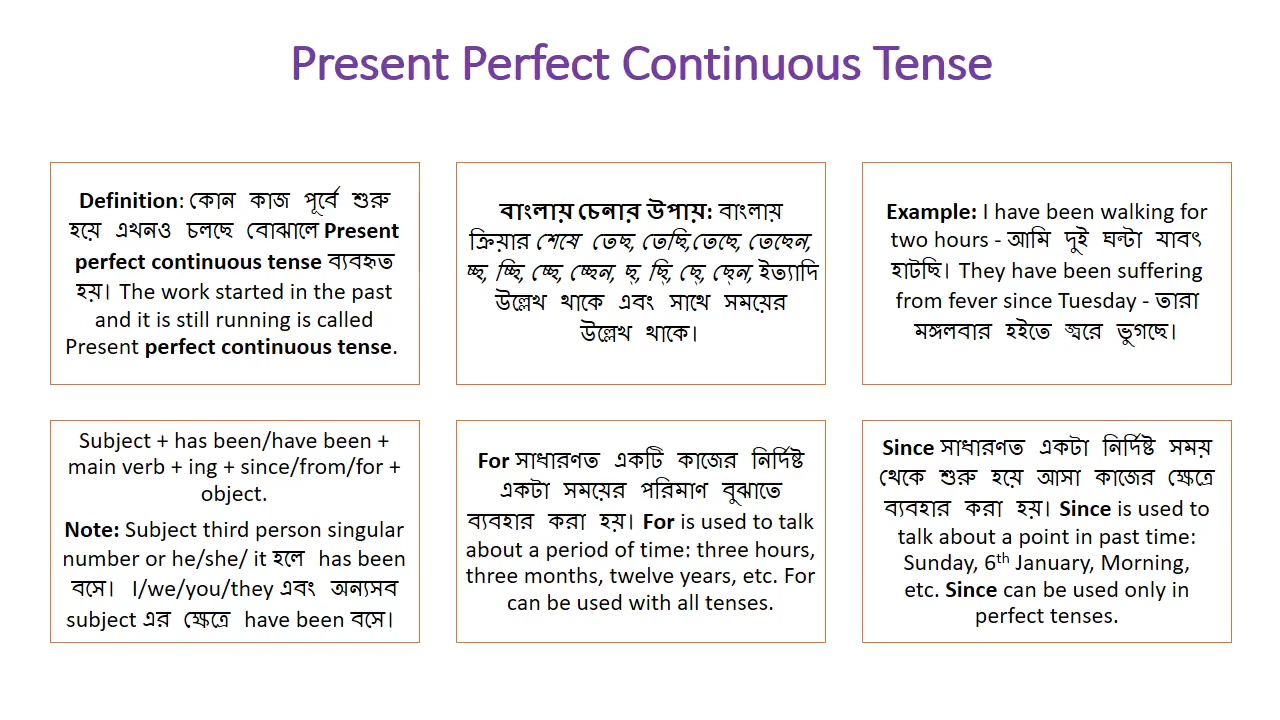 Present Perfect Continuous Tense
Definition: কোন কাজ পূর্বে শুরু
হয়ে এখনও চলছে বোঝালে Present
perfect continuous tense ব্যবহৃত
হয়। The work started in the past
and it is still running is called
Present perfect continuous tense.
বাংলায় চেনার উপায়: বাংলায়
ক্রিয়ার শেষে তেছ, তেছি,তেছে, তেছেন,
চ্ছ, চ্ছি, চ্ছে, চ্ছেন, ছ, ছি, ছে, ছেন, ইত্যাদি
উল্লেখ থাকে এবং সাথে সময়ের
উল্লেখ থাকে।
Example: I have been walking for
two hours - আমি দুই ঘন্টা যাবৎ
হাটছি। They have been suffering
from fever since Tuesday - তারা
মঙ্গলবার হইতে জ্বরে ভুগছে।
Subject + has been/have been +
main verb + ing + since/from/for +
object.
Note: Subject third person singular
number or he/she/ it হলে has been
বসে। I/we/you/they এবং অন্যসব
subject এর ক্ষেত্রে have been বসে।
For সাধারণত একটি কাজের নির্দিষ্ট
একটা সময়ের পরিমাণ বুঝাতে
ব্যবহার করা হয়। For is used to talk
about a period of time: three hours,
three months, twelve years, etc. For
can be used with all tenses.
Since সাধারণত একটা নির্দিষ্ট সময়
থেকে শুরু হয়ে আসা কাজের ক্ষেত্রে
ব্যবহার করা হয়। Since is used to
talk about a point in past time:
Sunday, 6th January, Morning,
etc. Since can be used only in
perfect tenses.